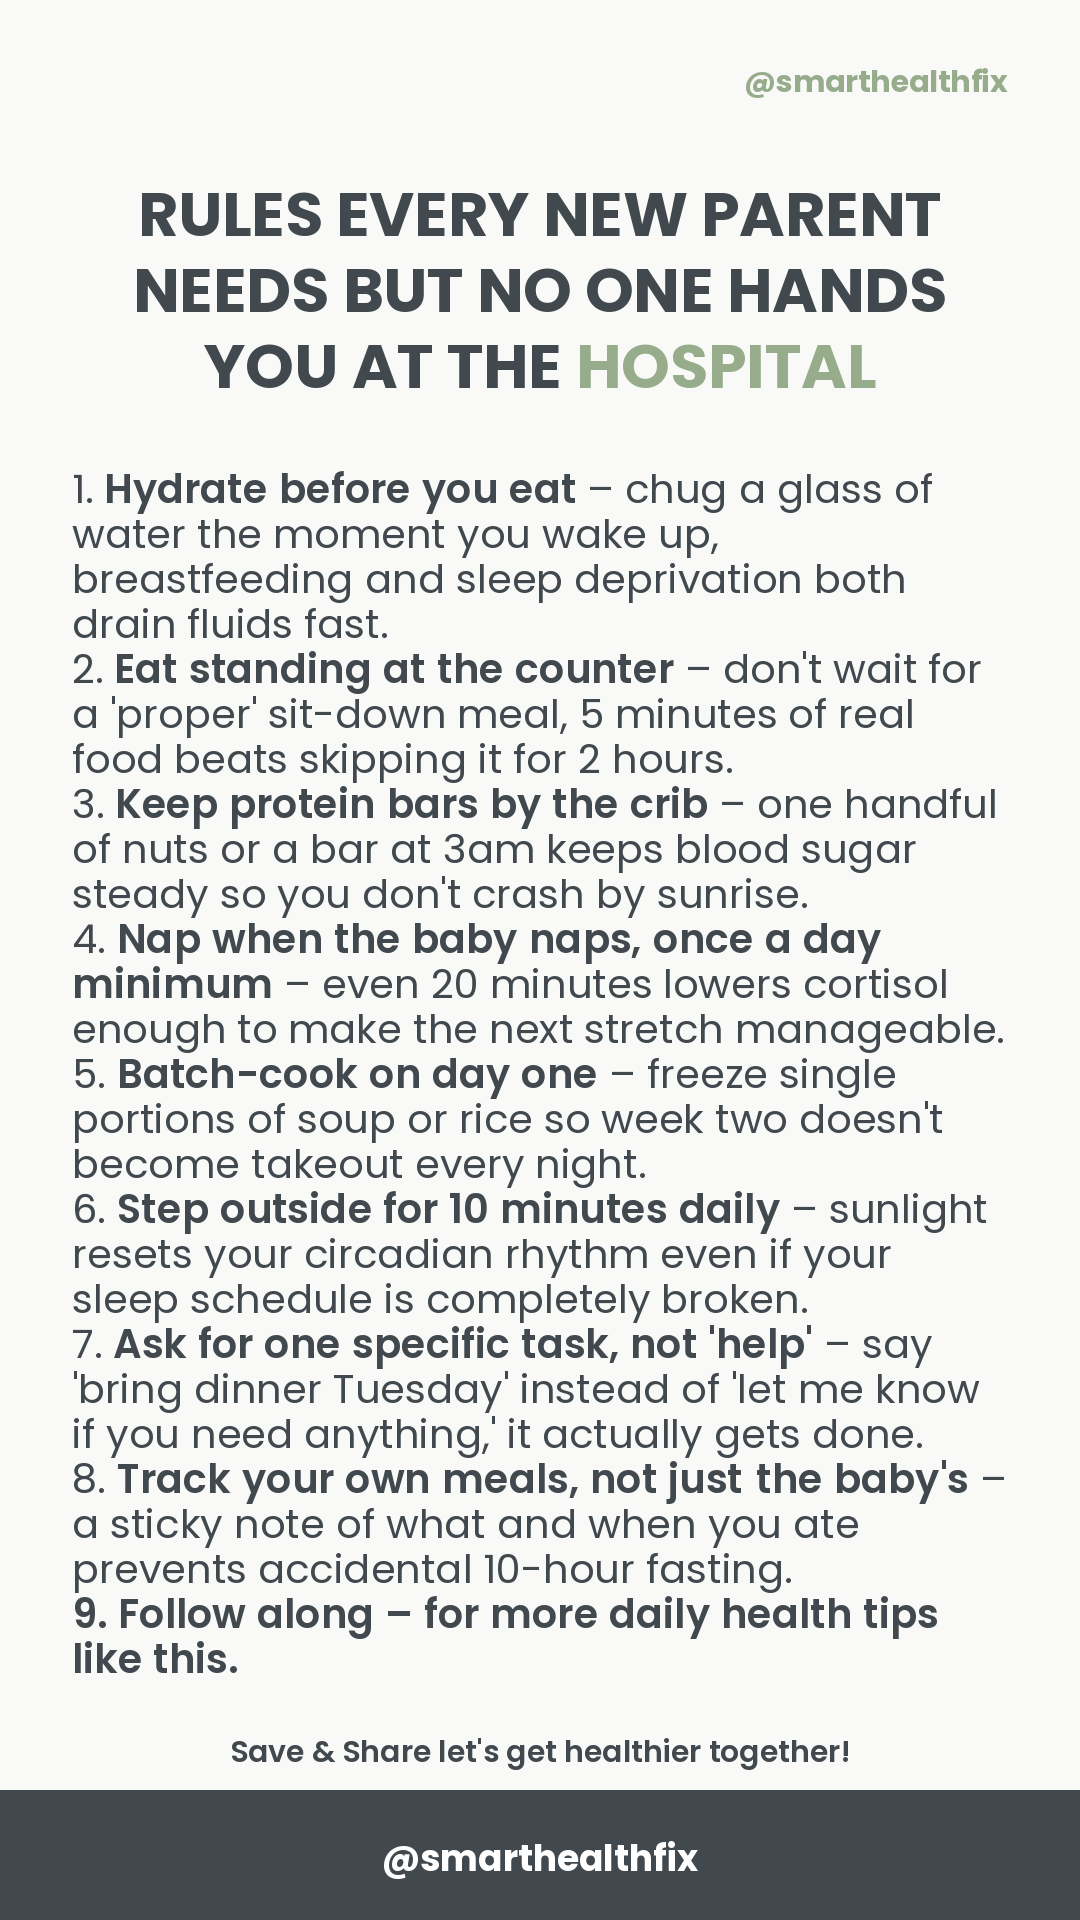 @smarthealthfix
RULES EVERY NEW PARENT
NEEDS BUT NO ONE HANDS
YOU AT THE HOSPITAL
1. Hydrate before you eat – chug a glass of
water the moment you wake up,
breastfeeding and sleep deprivation both
drain fluids fast.
2. Eat standing at the counter – don't wait for
a 'proper' sit-down meal, 5 minutes of real
food beats skipping it for 2 hours.
3. Keep protein bars by the crib – one handful
of nuts or a bar at 3am keeps blood sugar
steady so you don't crash by sunrise.
4. Nap when the baby naps, once a day
minimum – even 20 minutes lowers cortisol
enough to make the next stretch manageable.
5. Batch-cook on day one – freeze single
portions of soup or rice so week two doesn't
become takeout every night.
6. Step outside for 10 minutes daily – sunlight
resets your circadian rhythm even if your
sleep schedule is completely broken.
7. Ask for one specific task, not 'help' – say
'bring dinner Tuesday' instead of 'let me know
if you need anything,' it actually gets done.
8. Track your own meals, not just the baby's –
a sticky note of what and when you ate
prevents accidental 10-hour fasting.
9. Follow along – for more daily health tips
like this.
Save & Share let's get healthier together!
@smarthealthfix